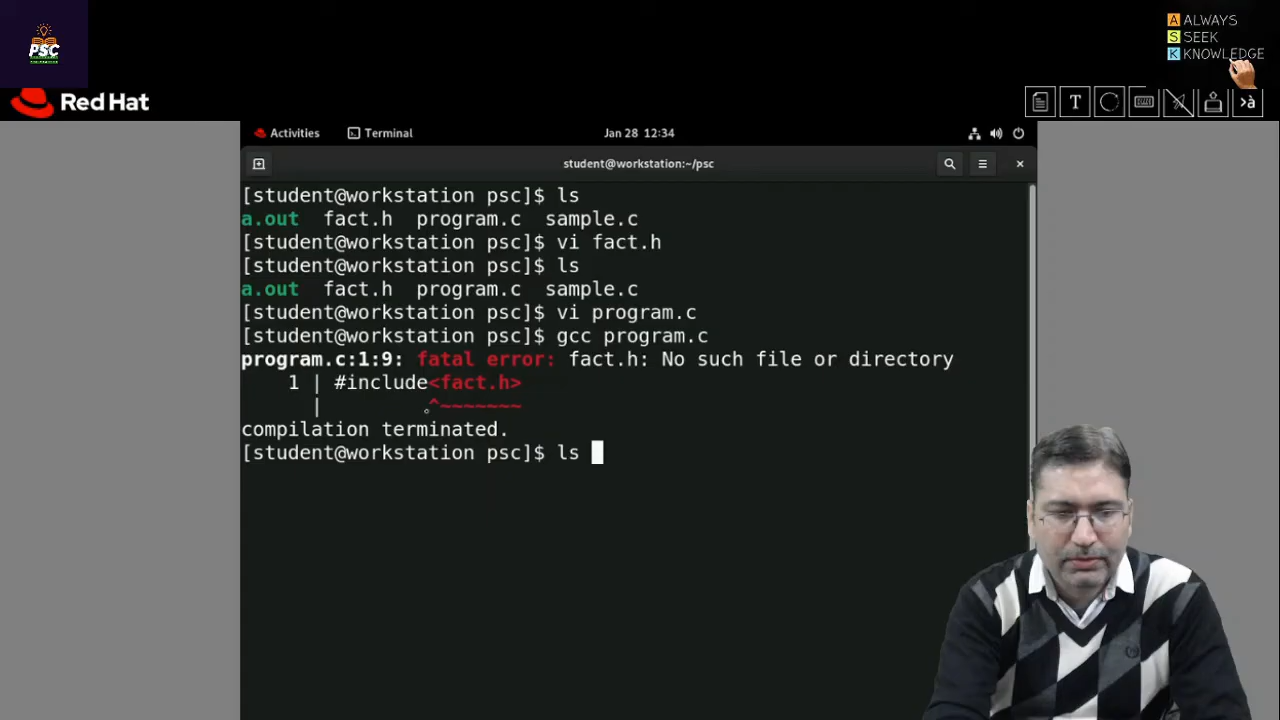 PSC
A ALWAYS
S SEEK
K KNOWLEDGE
Red Hat
T >à
Activities Terminal Jan 28 12:34
student@workstation:~/psc
[student@workstation psc]$ ls
a.out fact.h program.c sample.c
[student@workstation psc]$ vi fact.h
[student@workstation psc]$ ls
a.out fact.h program.c sample.c
[student@workstation psc]$ vi program.c
[student@workstation psc]$ gcc program.c
program.c:1:9: fatal error: fact.h: No such file or directory
1 | #include<fact.h>
| ^~~~~~~~
compilation terminated.
[student@workstation psc]$ ls